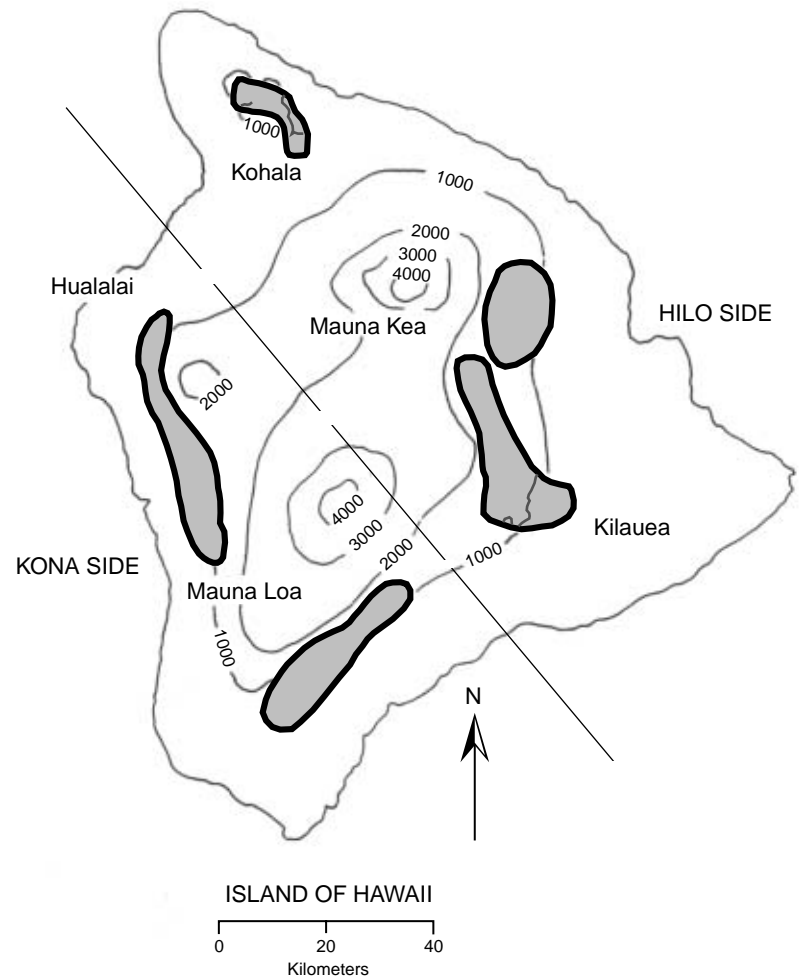 1000
Kohala
1000
2000
3000
4000
Hualalai
Mauna Kea
HILO SIDE
2000
4000
3000
Kilauea
2000
1000
KONA SIDE
Mauna Loa
1000
N
ISLAND OF HAWAII
0 20 40
Kilometers